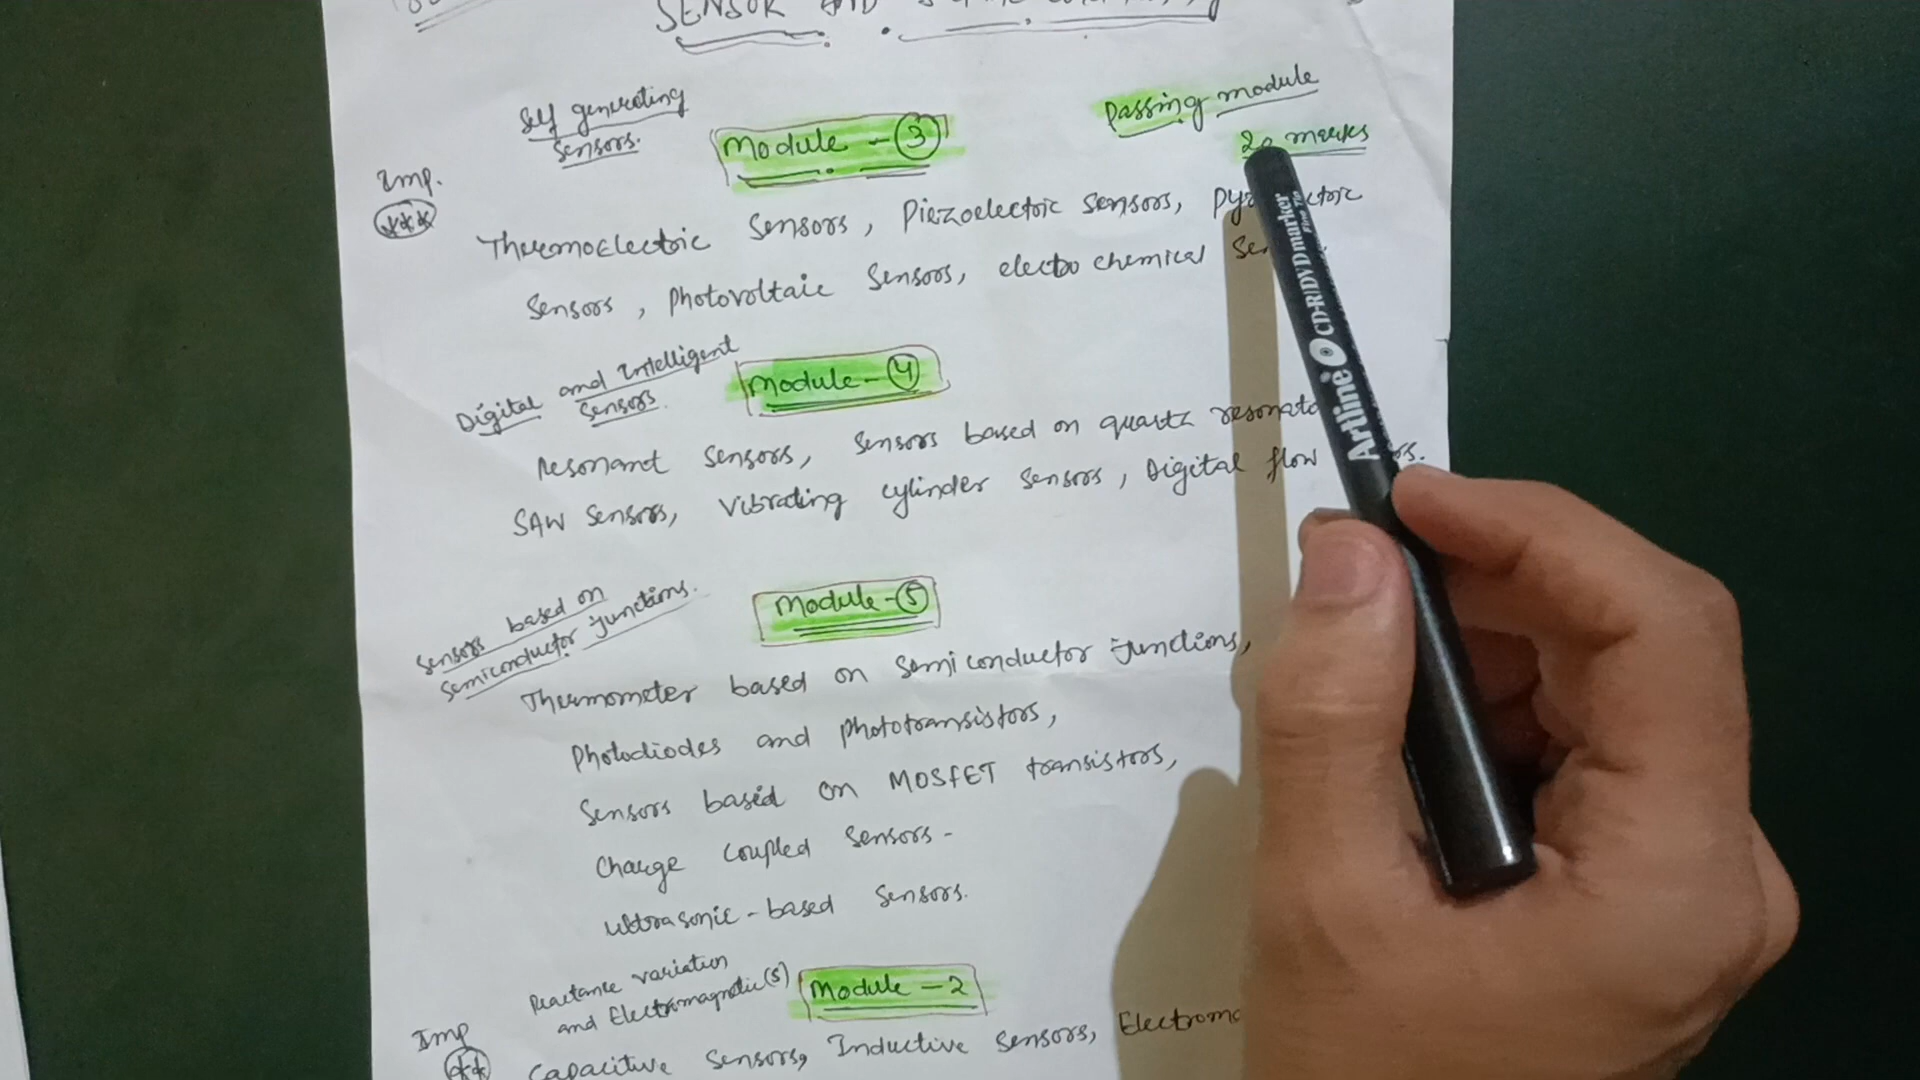 SENSOR AND
Self generating
Sensors.
Module - 3
Passing module
20 marks
Imp.
***
ThermoElectric Sensors, Piezoelectric sensors,
Sensors, photovoltaic Sensors, electro chemical
Digital and Intelligent
Sensors.
Module - 4
Resonant Sensors, Sensors based on quartz
SAW Sensors, Vibrating cylinder Sensors, Digital flow
Sensors based on
Semiconductor Junctions.
Module - 5
Thermometer based on Semiconductor Junctions,
Photodiodes and phototransistors,
Sensors based on MOSFET transistors,
Charge coupled Sensors -
Ultrasonic - based Sensors.
Reactance variation
and Electromagnetic(s)
Module - 2
Imp
**
Capacitive Sensors, Inductive Sensors,
Artline CD-R/DVDmarker